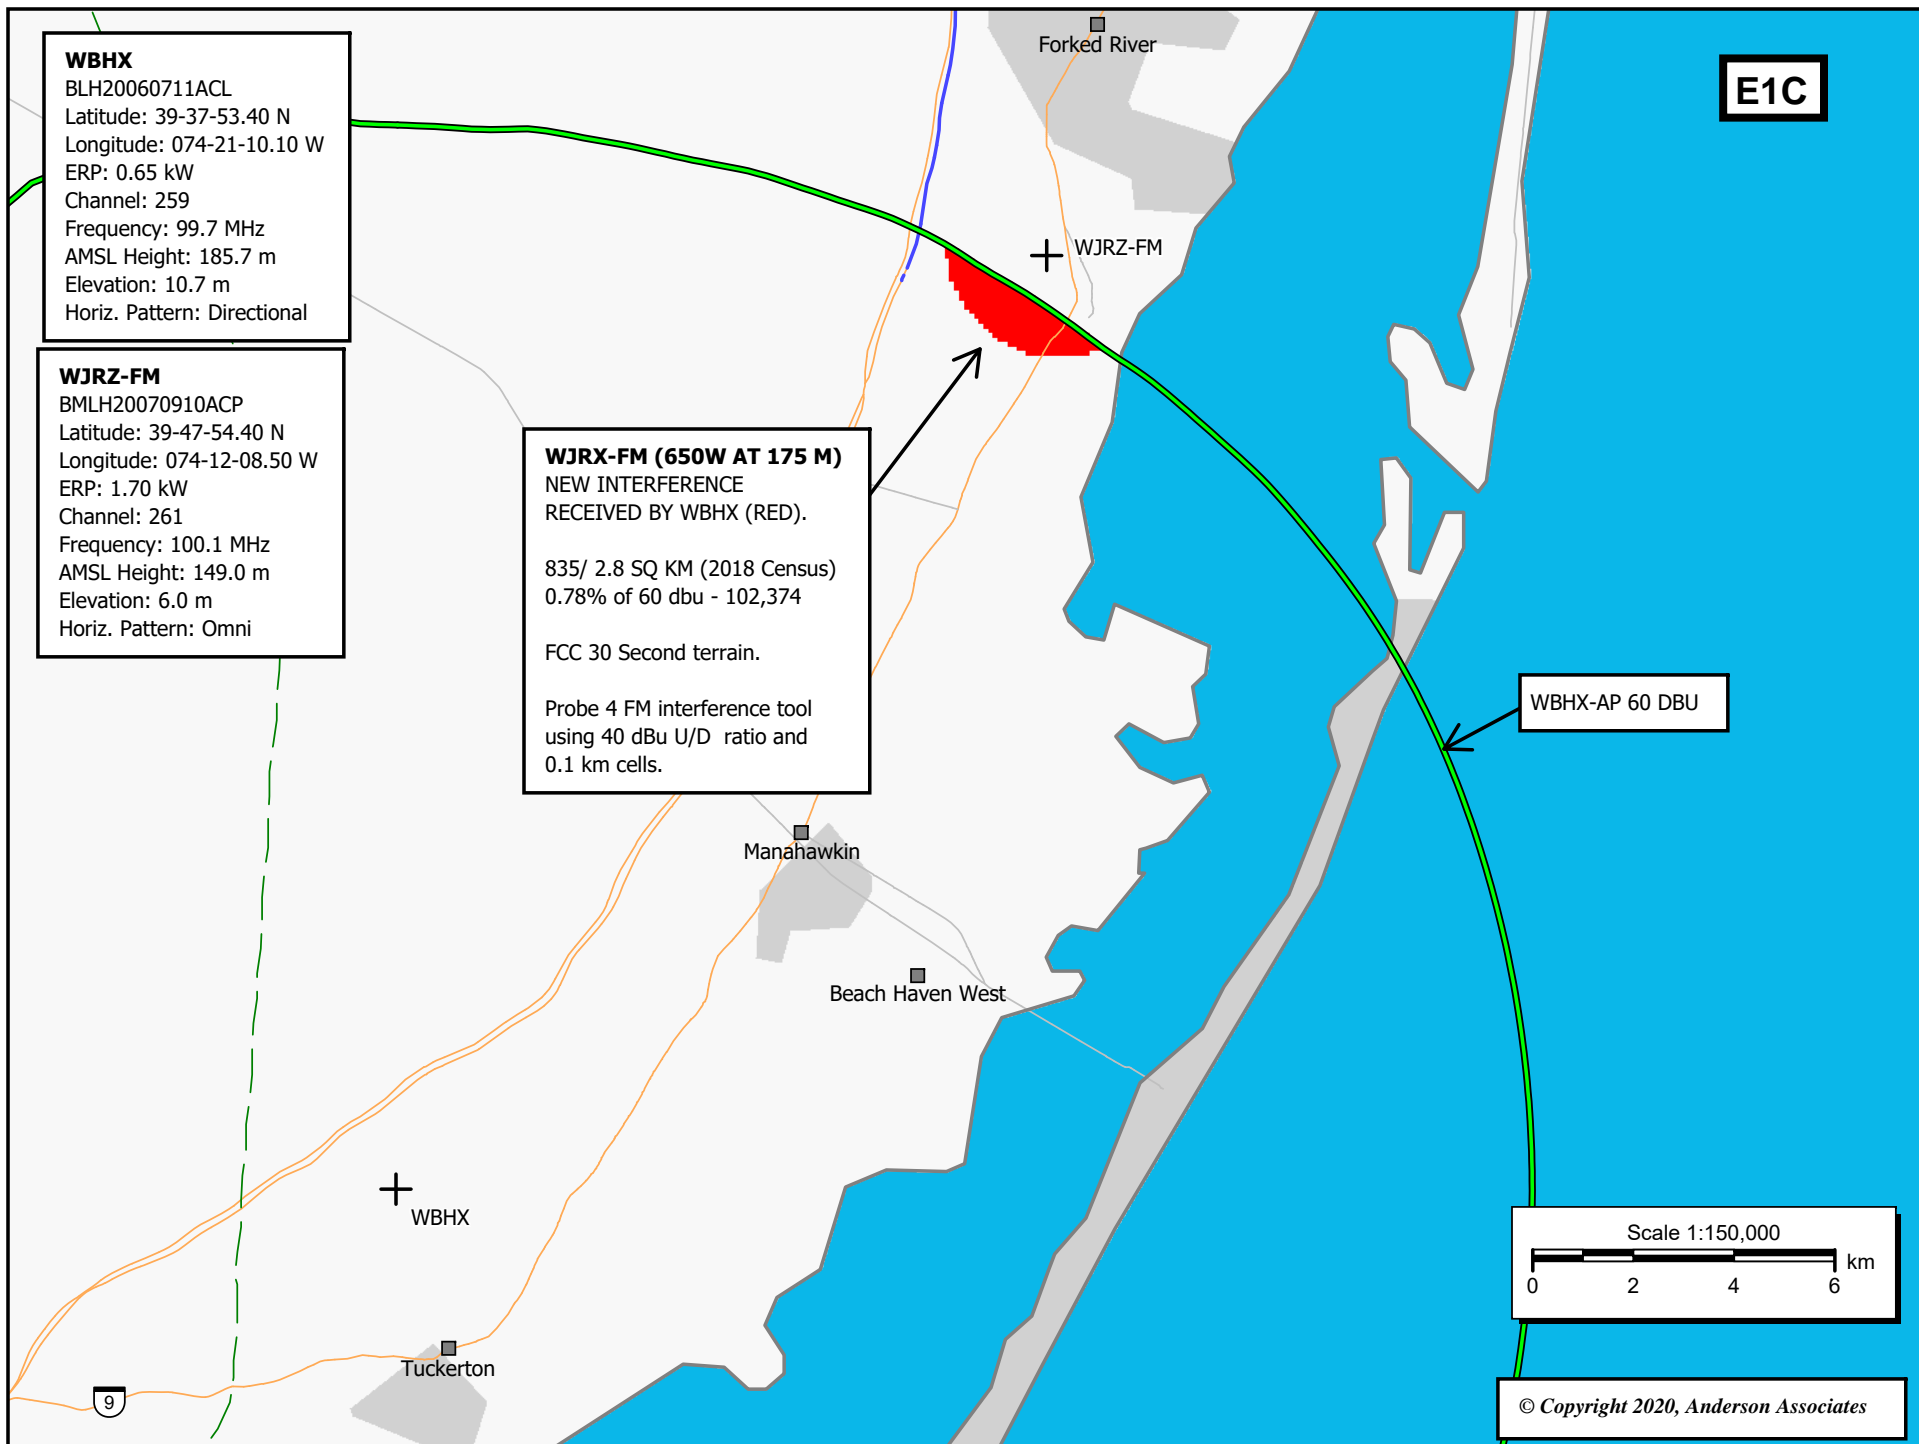 Forked River
E1C
WBHX
BLH20060711ACL
Latitude: 39-37-53.40 N
Longitude: 074-21-10.10 W
ERP: 0.65 kW
Channel: 259
Frequency: 99.7 MHz
AMSL Height: 185.7 m
Elevation: 10.7 m
Horiz. Pattern: Directional
WJRZ-FM
WJRZ-FM
BMLH20070910ACP
Latitude: 39-47-54.40 N
Longitude: 074-12-08.50 W
ERP: 1.70 kW
Channel: 261
Frequency: 100.1 MHz
AMSL Height: 149.0 m
Elevation: 6.0 m
Horiz. Pattern: Omni
WJRX-FM (650W AT 175 M)
NEW INTERFERENCE
RECEIVED BY WBHX (RED).
835/ 2.8 SQ KM (2018 Census)
0.78% of 60 dbu - 102,374
FCC 30 Second terrain.
Probe 4 FM interference tool
using 40 dBu U/D ratio and
0.1 km cells.
WBHX-AP 60 DBU
Manahawkin
Beach Haven West
WBHX
Scale 1:150,000
km
0 2 4 6
Tuckerton
9
© Copyright 2020, Anderson Associates